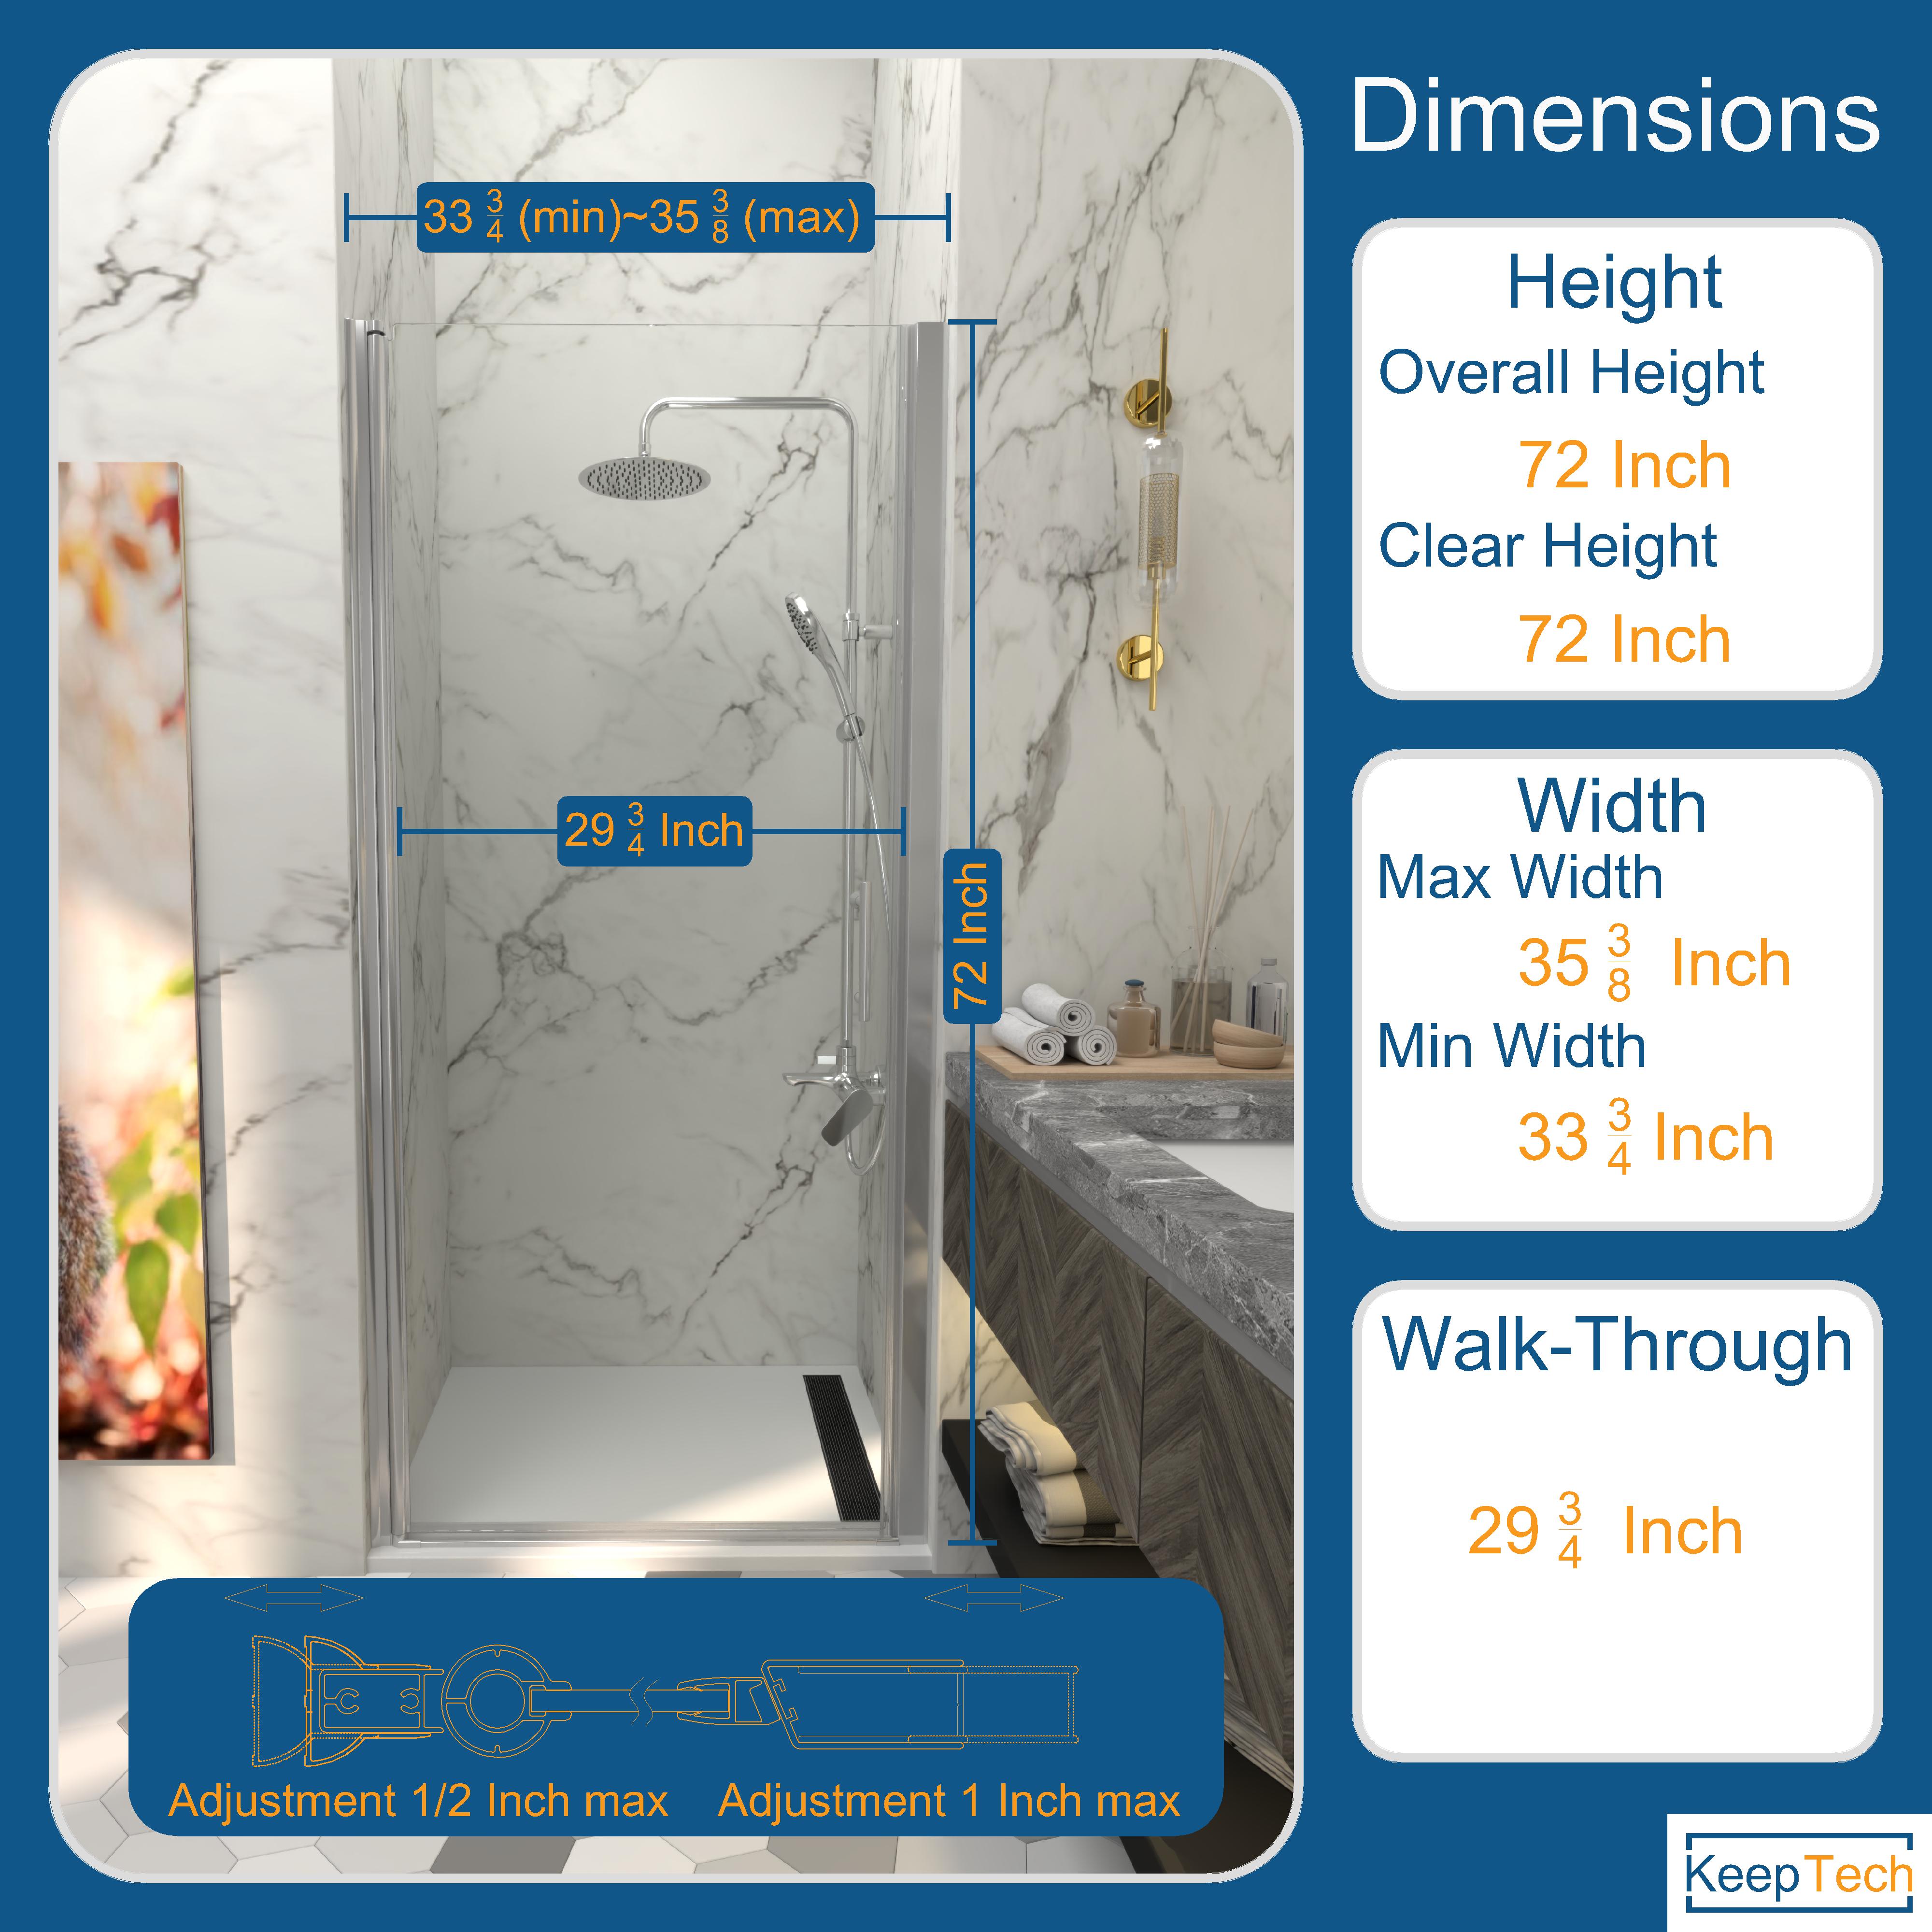 Dimensions
33 3/4 (min)~35 3/8 (max)
29 3/4 Inch
72 Inch
Adjustment 1/2 Inch max
Adjustment 1 Inch max
Height
Overall Height
72 Inch
Clear Height
72 Inch
Width
Max Width
35 3/8 Inch
Min Width
33 3/4 Inch
Walk-Through
29 3/4 Inch
KeepTech